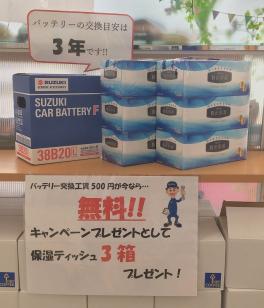 バッテリーの交換目安は
3年です!!
SUZUKI
SUZUKI
CAR BATTERY
38B20L
バッテリー交換工賃500円が今なら…
無料!!
キャンペーンプレゼントとして
保湿ティッシュ3箱
プレゼント!